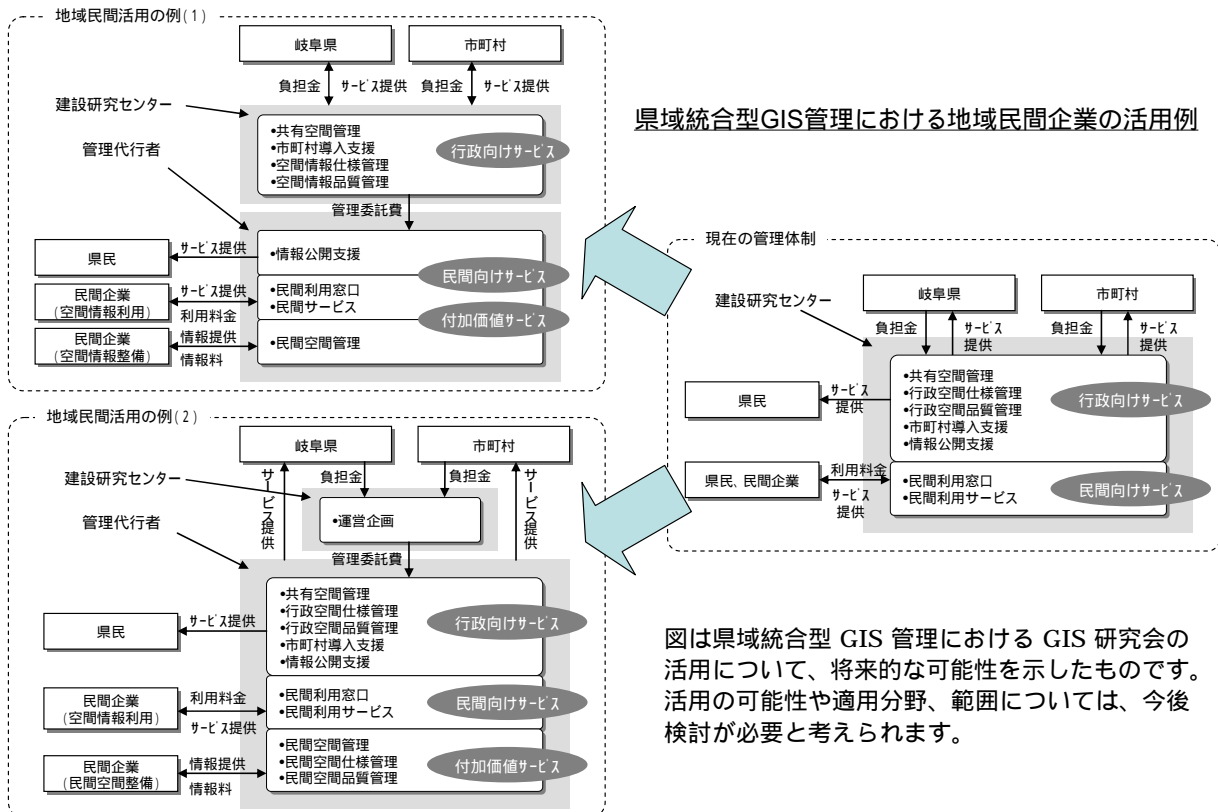 地域民間活用の例(1)
岐阜県
市町村
負担金
サービス提供
負担金
サービス提供
建設研究センター
•共有空間管理
•市町村導入支援
•空間情報仕様管理
•空間情報品質管理
行政向けサービス
管理代行者
管理委託費
県民
サービス提供
•情報公開支援
民間向けサービス
民間企業
(空間情報利用)
サービス提供
利用料金
•民間利用窓口
•民間サービス
付加価値サービス
民間企業
(空間情報整備)
情報提供
情報料
•民間空間管理
県域統合型GIS管理における地域民間企業の活用例
現在の管理体制
建設研究センター
岐阜県
市町村
負担金
サービス
提供
負担金
サービス
提供
県民
サービス
提供
•共有空間管理
•行政空間仕様管理
•行政空間品質管理
•市町村導入支援
•情報公開支援
行政向けサービス
県民、民間企業
利用料金
サービス
提供
•民間利用窓口
•民間利用サービス
民間向けサービス
地域民間活用の例(2)
岐阜県
市町村
建設研究センター
サービス提供
負担金
負担金
サービス提供
•運営企画
管理代行者
管理委託費
県民
サービス提供
•共有空間管理
•行政空間仕様管理
•行政空間品質管理
•市町村導入支援
•情報公開支援
行政向けサービス
民間企業
(空間情報利用)
利用料金
サービス提供
•民間利用窓口
•民間利用サービス
民間向けサービス
民間企業
(民間空間整備)
情報提供
情報料
•民間空間管理
•民間空間仕様管理
•民間空間品質管理
付加価値サービス
図は県域統合型 GIS 管理における GIS 研究会の
活用について、将来的な可能性を示したものです。
活用の可能性や適用分野、範囲については、今後
検討が必要と考えられます。